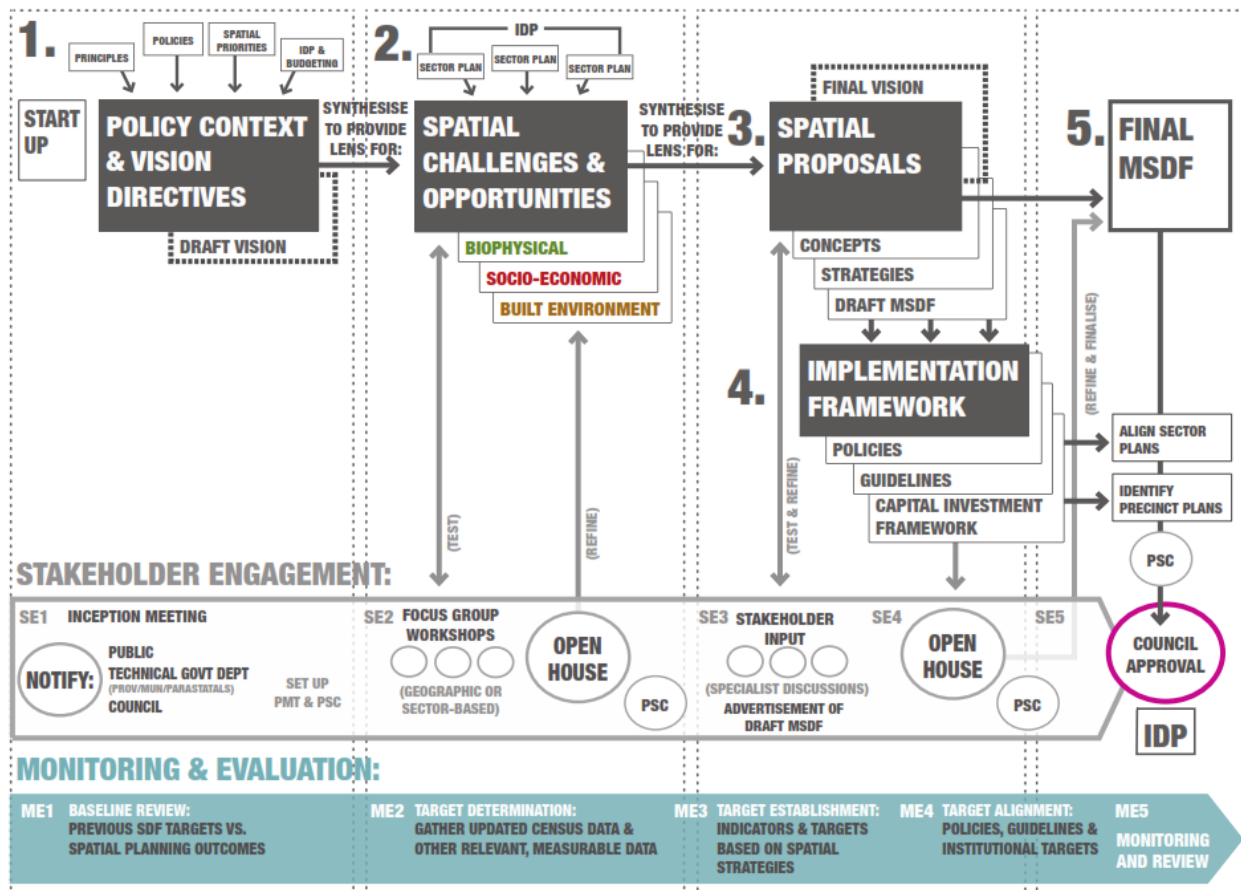 1.
PRINCIPLES
POLICIES
SPATIAL
PRIORITIES
IDP &
BUDGETING
START
UP
POLICY CONTEXT
& VISION
DIRECTIVES
DRAFT VISION
SYNTHESISE
TO PROVIDE
LENS FOR:
2.
IDP
SECTOR PLAN
SECTOR PLAN
SECTOR PLAN
SPATIAL
CHALLENGES &
OPPORTUNITIES
BIOPHYSICAL
SOCIO-ECONOMIC
BUILT ENVIRONMENT
SYNTHESISE
TO PROVIDE
LENS FOR:
3.
FINAL VISION
SPATIAL
PROPOSALS
CONCEPTS
STRATEGIES
DRAFT MSDF
4.
IMPLEMENTATION
FRAMEWORK
POLICIES
GUIDELINES
CAPITAL INVESTMENT
FRAMEWORK
5.
FINAL
MSDF
ALIGN SECTOR
PLANS
IDENTIFY
PRECINCT PLANS
PSC
(TEST)
(REFINE)
(TEST & REFINE)
(REFINE & FINALISE)
STAKEHOLDER ENGAGEMENT:
SE1 INCEPTION MEETING
NOTIFY:
PUBLIC
TECHNICAL GOVT DEPT
(PROV/MUN/PARASTATALS)
COUNCIL
SET UP
PMT & PSC
SE2 FOCUS GROUP
WORKSHOPS
(GEOGRAPHIC OR
SECTOR-BASED)
OPEN
HOUSE
PSC
SE3 STAKEHOLDER
INPUT
(SPECIALIST DISCUSSIONS)
ADVERTISEMENT OF
DRAFT MSDF
SE4
OPEN
HOUSE
PSC
SE5
COUNCIL
APPROVAL
IDP
MONITORING & EVALUATION:
ME1 BASELINE REVIEW:
PREVIOUS SDF TARGETS VS.
SPATIAL PLANNING OUTCOMES
ME2 TARGET DETERMINATION:
GATHER UPDATED CENSUS DATA &
OTHER RELEVANT, MEASURABLE DATA
ME3 TARGET ESTABLISHMENT:
INDICATORS & TARGETS
BASED ON SPATIAL
STRATEGIES
ME4 TARGET ALIGNMENT:
POLICIES, GUIDELINES &
INSTITUTIONAL TARGETS
ME5
MONITORING
AND REVIEW